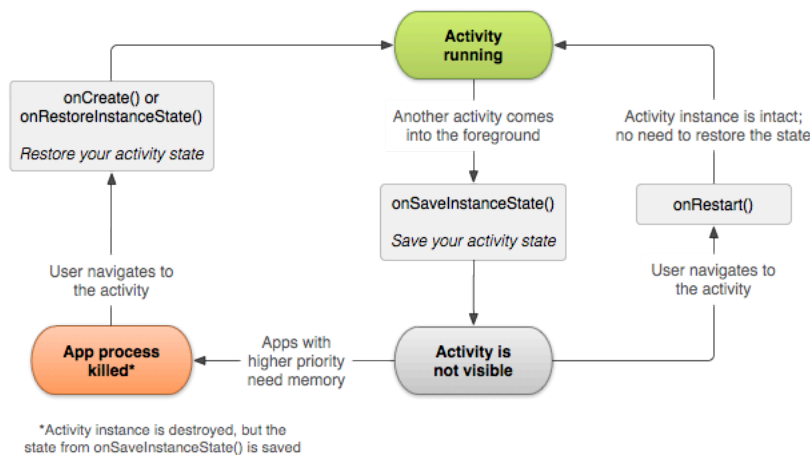 Activity
running
onCreate() or
onRestoreInstanceState()
Restore your activity state
Another activity comes
into the foreground
Activity instance is intact;
no need to restore the state
onSaveInstanceState()
Save your activity state
onRestart()
User navigates to
the activity
User navigates to
the activity
App process
killed*
Apps with
higher priority
need memory
Activity is
not visible
*Activity instance is destroyed, but the
state from onSaveInstanceState() is saved